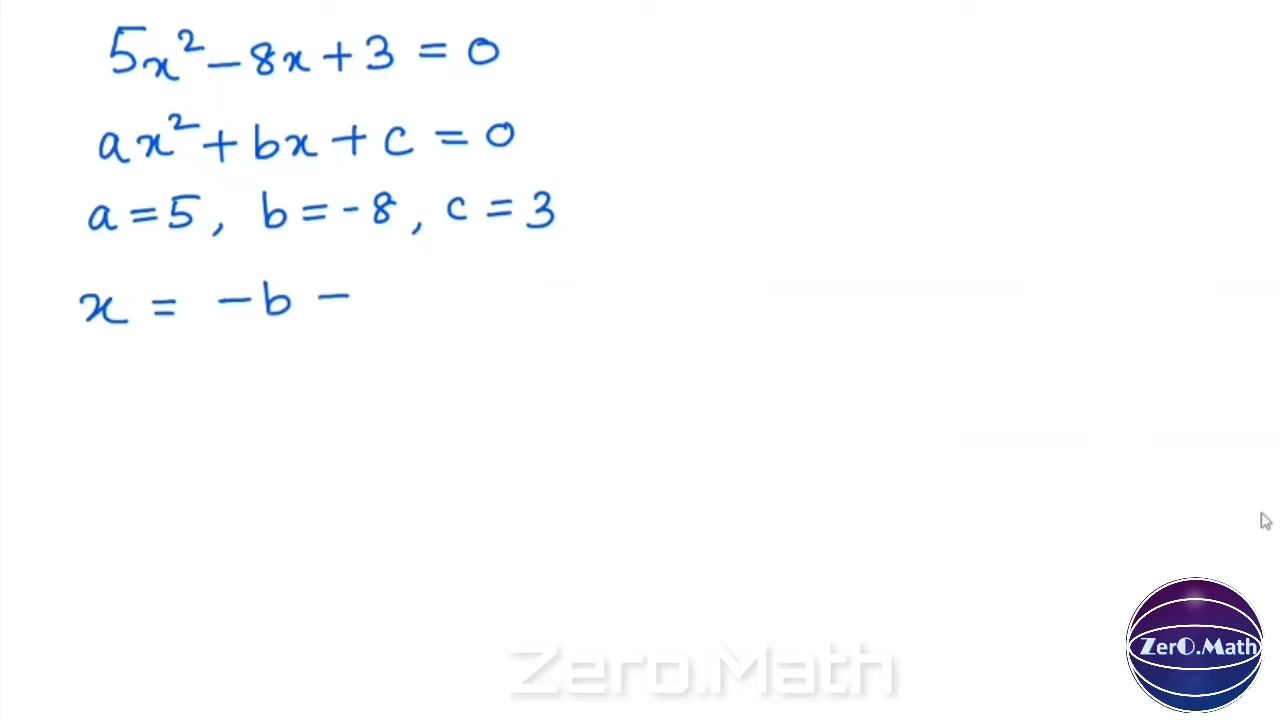 5x² - 8x + 3 = 0
ax² + bx + c = 0
a = 5, b = -8, c = 3
x = -b -
ZerO.Math
Zero.Math